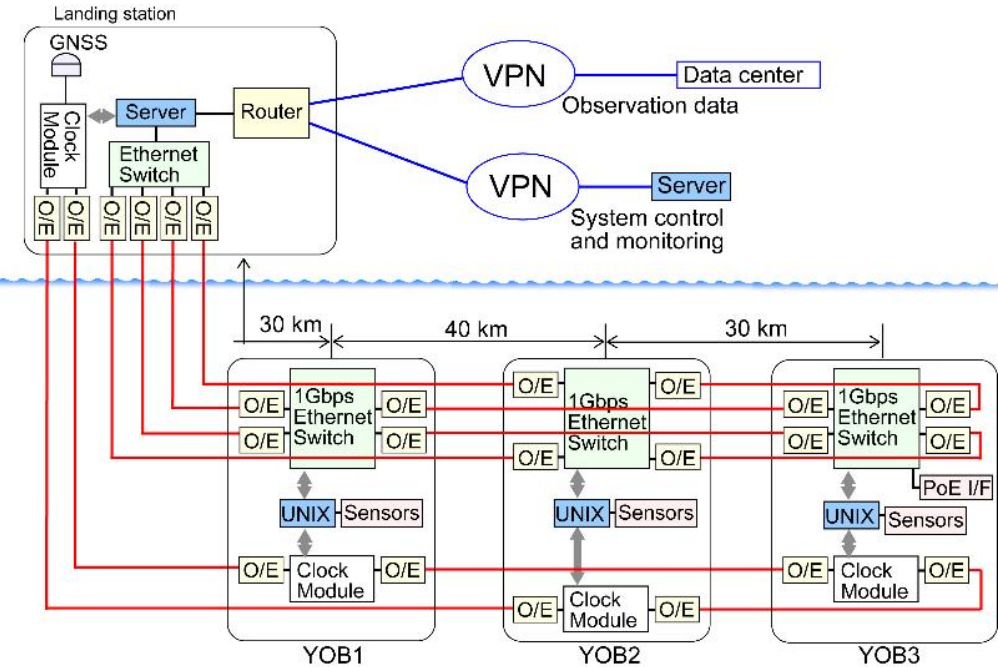 Landing station
GNSS
Clock
Module
Server
Router
Ethernet
Switch
O/E
O/E
O/E
O/E
O/E
O/E
VPN
Data center
Observation data
VPN
Server
System control
and monitoring
30 km
40 km
30 km
O/E
O/E
1Gbps
Ethernet
Switch
O/E
O/E
UNIX
Sensors
O/E
Clock
Module
O/E
YOB1
O/E
O/E
1Gbps
Ethernet
Switch
O/E
O/E
UNIX
Sensors
O/E
Clock
Module
O/E
YOB2
O/E
O/E
1Gbps
Ethernet
Switch
O/E
O/E
PoE I/F
UNIX
Sensors
O/E
Clock
Module
O/E
YOB3